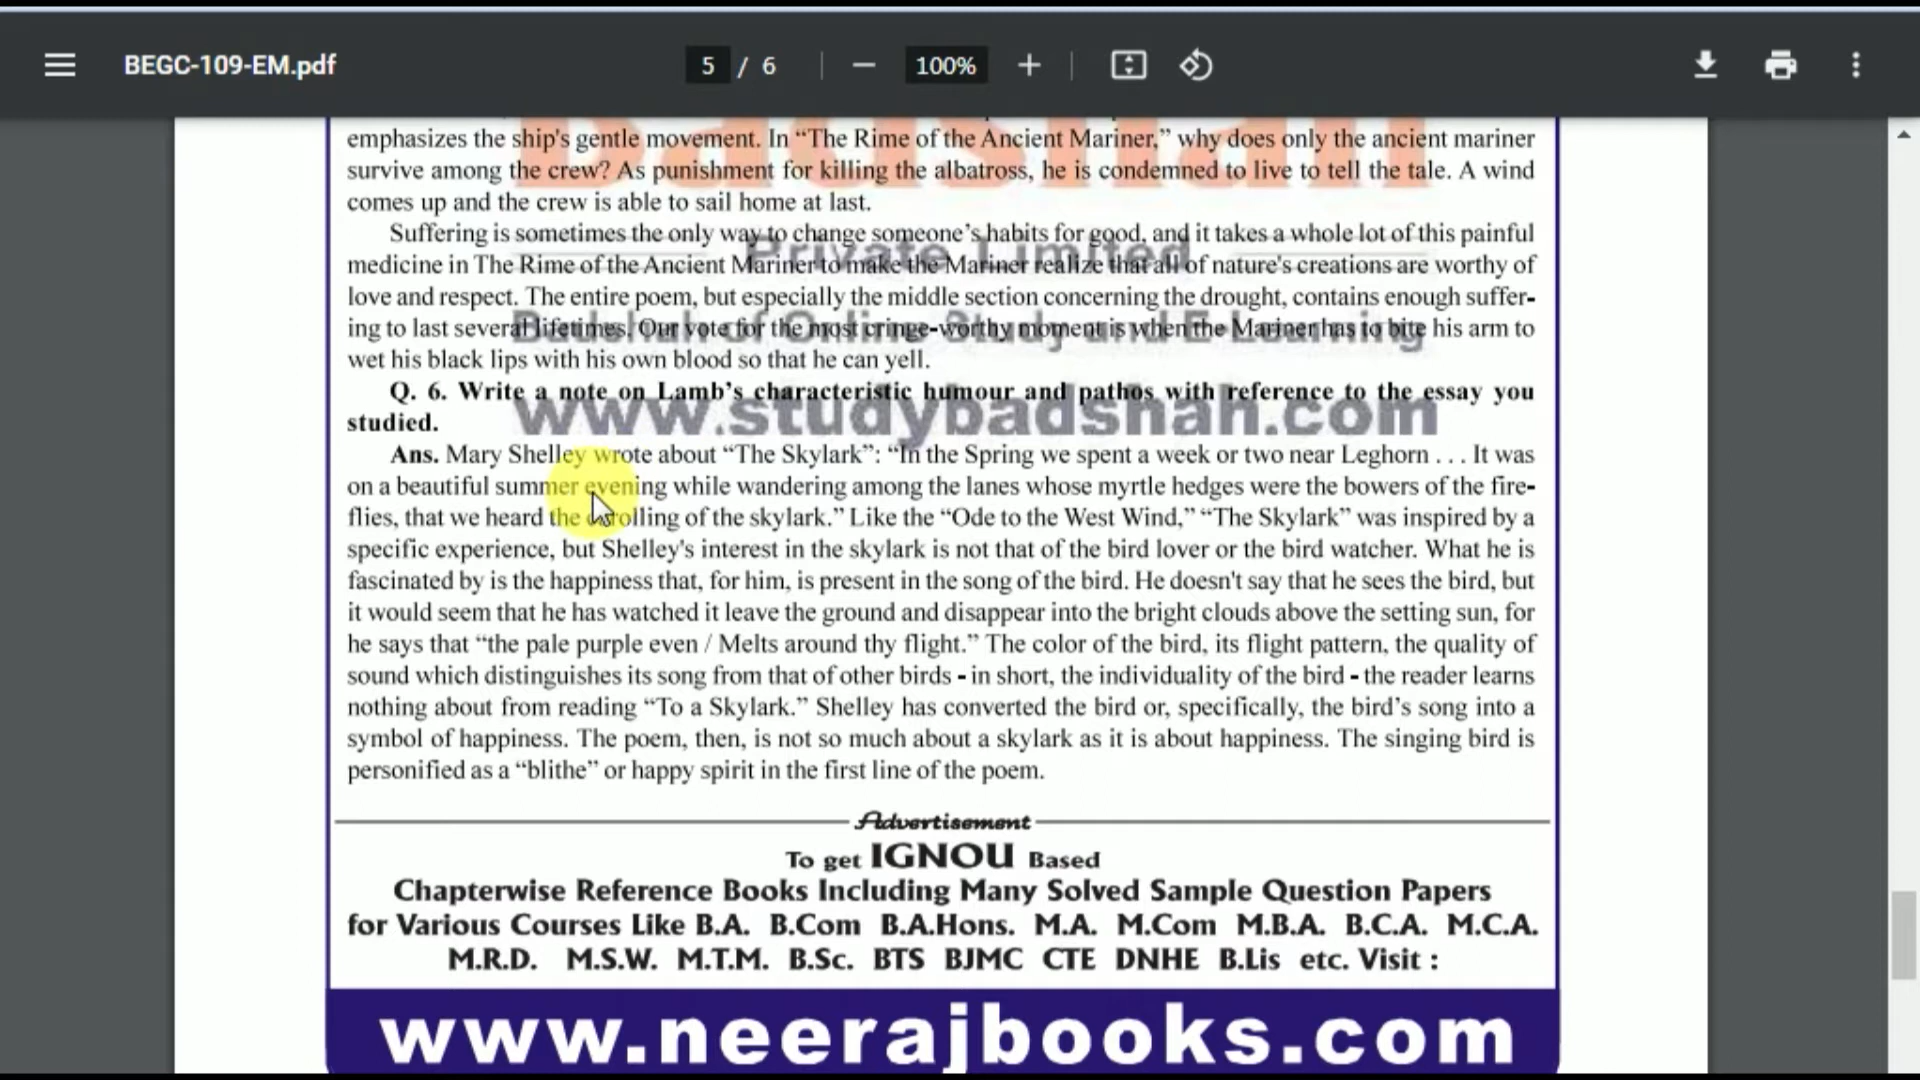 BEGC-109-EM.pdf
5 / 6
100%
emphasizes the ship's gentle movement. In “The Rime of the Ancient Mariner,” why does only the ancient mariner
survive among the crew? As punishment for killing the albatross, he is condemned to live to tell the tale. A wind
comes up and the crew is able to sail home at last.
Private Limited
Suffering is sometimes the only way to change someone’s habits for good, and it takes a whole lot of this painful
medicine in The Rime of the Ancient Mariner to make the Mariner realize that all of nature's creations are worthy of
love and respect. The entire poem, but especially the middle section concerning the drought, contains enough suffer-
ing to last several lifetimes. Our vote for the most cringe-worthy moment is when the Mariner has to bite his arm to
Badshah of Online Study and E-Learning
wet his black lips with his own blood so that he can yell.
Q. 6. Write a note on Lamb’s characteristic humour and pathos with reference to the essay you
studied.
www.studybadshah.com
Ans. Mary Shelley wrote about “The Skylark”: “In the Spring we spent a week or two near Leghorn . . . It was
on a beautiful summer evening while wandering among the lanes whose myrtle hedges were the bowers of the fire-
flies, that we heard the carolling of the skylark.” Like the “Ode to the West Wind,” “The Skylark” was inspired by a
specific experience, but Shelley's interest in the skylark is not that of the bird lover or the bird watcher. What he is
fascinated by is the happiness that, for him, is present in the song of the bird. He doesn't say that he sees the bird, but
it would seem that he has watched it leave the ground and disappear into the bright clouds above the setting sun, for
he says that “the pale purple even / Melts around thy flight.” The color of the bird, its flight pattern, the quality of
sound which distinguishes its song from that of other birds - in short, the individuality of the bird - the reader learns
nothing about from reading “To a Skylark.” Shelley has converted the bird or, specifically, the bird’s song into a
symbol of happiness. The poem, then, is not so much about a skylark as it is about happiness. The singing bird is
personified as a “blithe” or happy spirit in the first line of the poem.
Advertisement
To get IGNOU Based
Chapterwise Reference Books Including Many Solved Sample Question Papers
for Various Courses Like B.A. B.Com B.A.Hons. M.A. M.Com M.B.A. B.C.A. M.C.A.
M.R.D. M.S.W. M.T.M. B.Sc. BTS BJMC CTE DNHE B.Lis etc. Visit :
www.neerajbooks.com